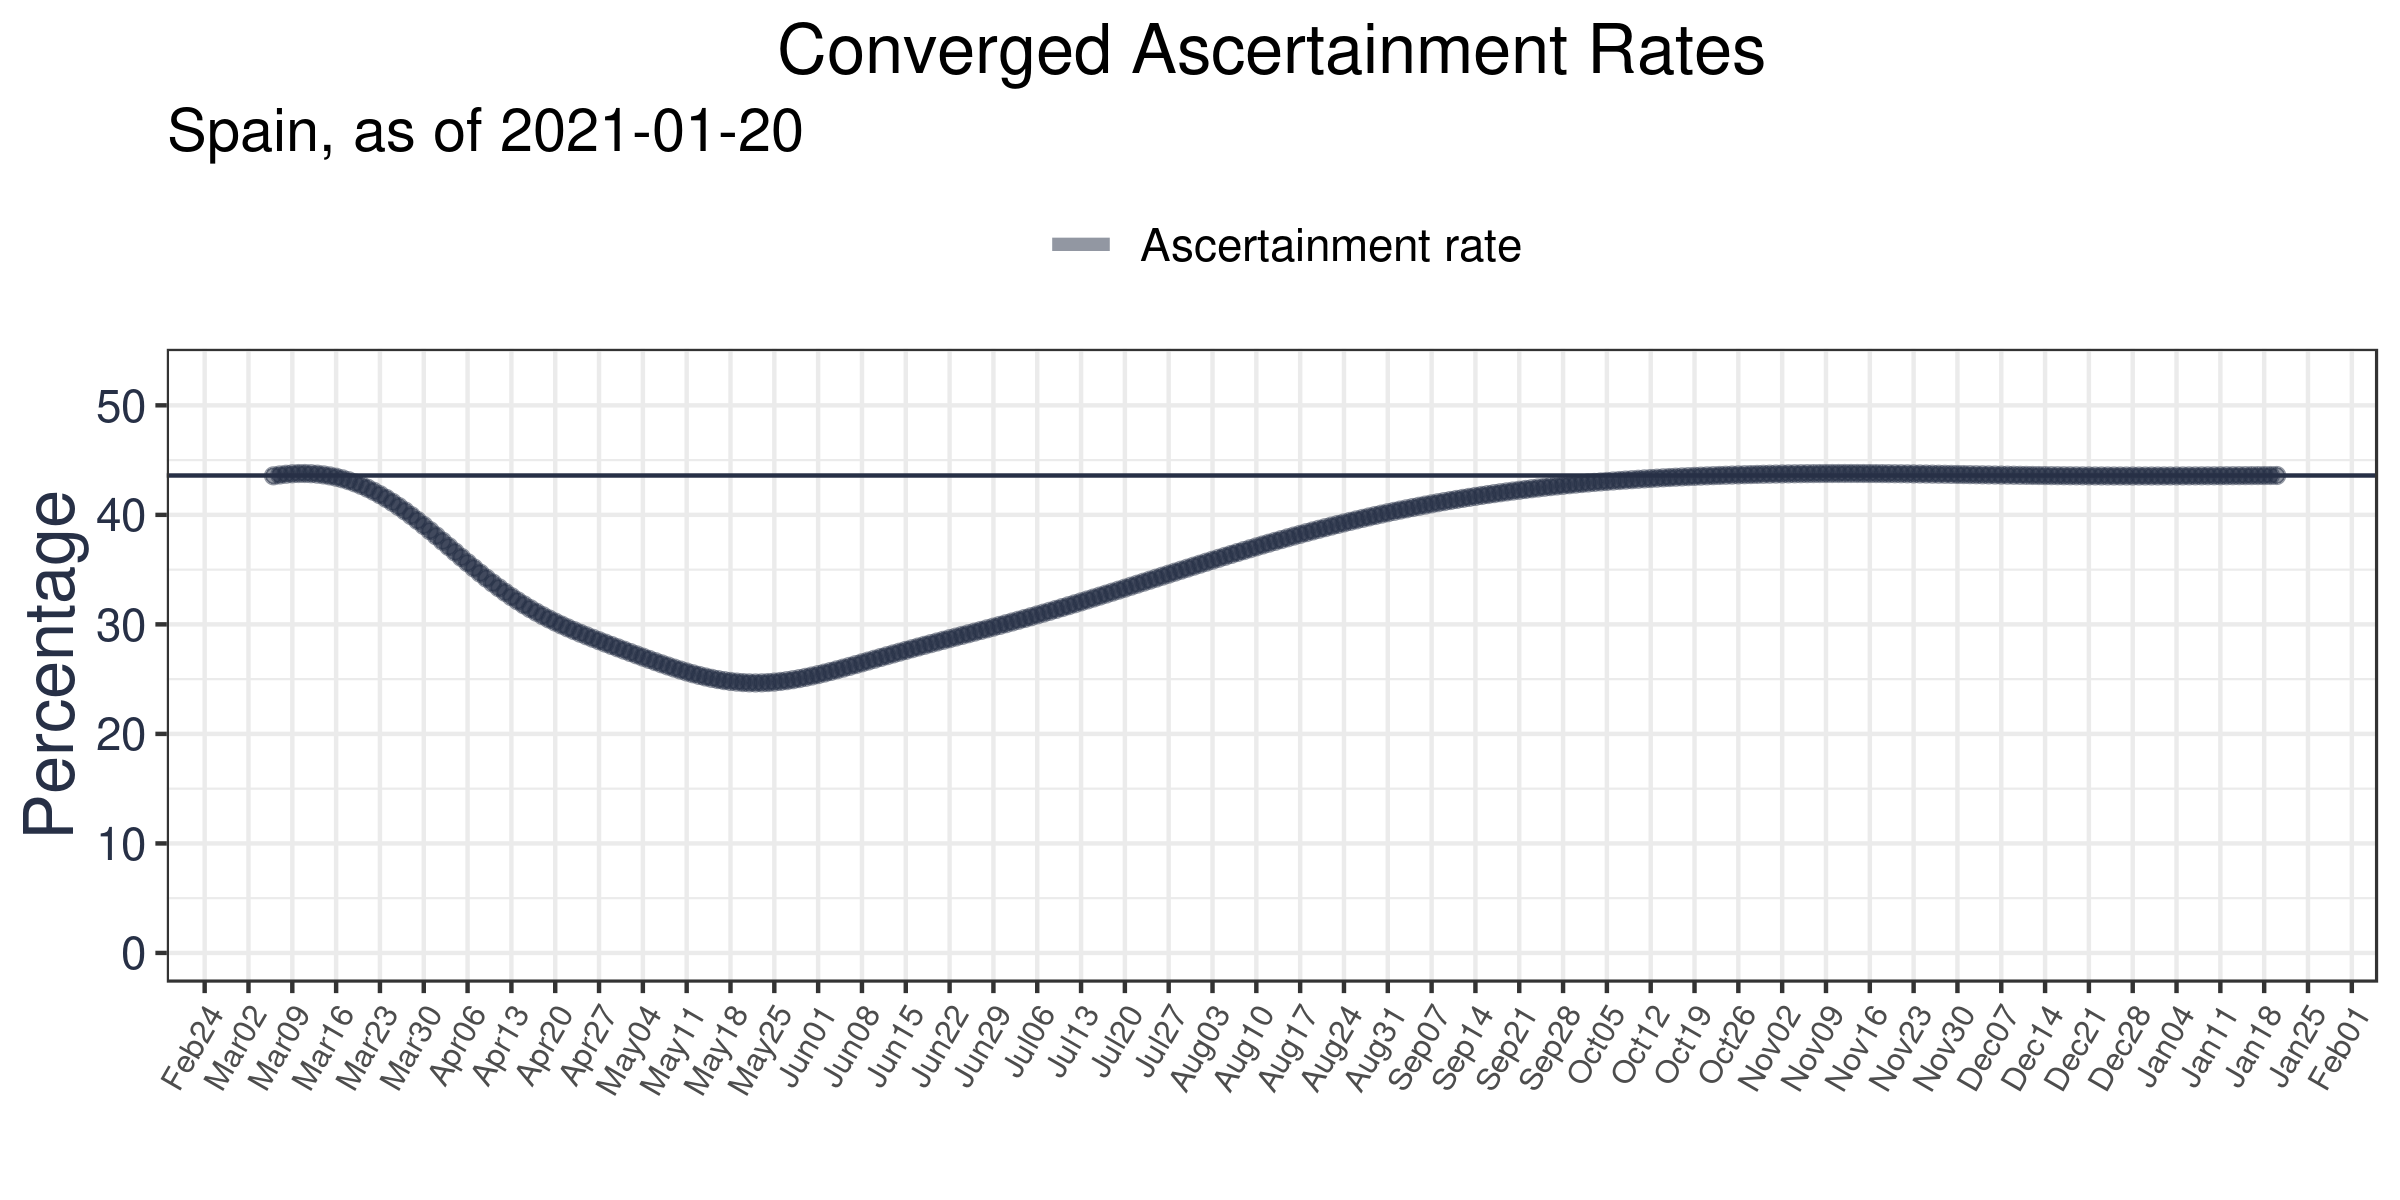 Converged Ascertainment Rates
Spain, as of 2021-01-20
Ascertainment rate
Percentage
50
40
30
20
10
0
Feb24 Mar02 Mar09 Mar16 Mar23 Mar30 Apr06 Apr13 Apr20 Apr27 May04 May11 May18 May25 Jun01 Jun08 Jun15 Jun22 Jun29 Jul06 Jul13 Jul20 Jul27 Aug03 Aug10 Aug17 Aug24 Aug31 Sep07 Sep14 Sep21 Sep28 Oct05 Oct12 Oct19 Oct26 Nov02 Nov09 Nov16 Nov23 Nov30 Dec07 Dec14 Dec21 Dec28 Jan04 Jan11 Jan18 Jan25 Feb01